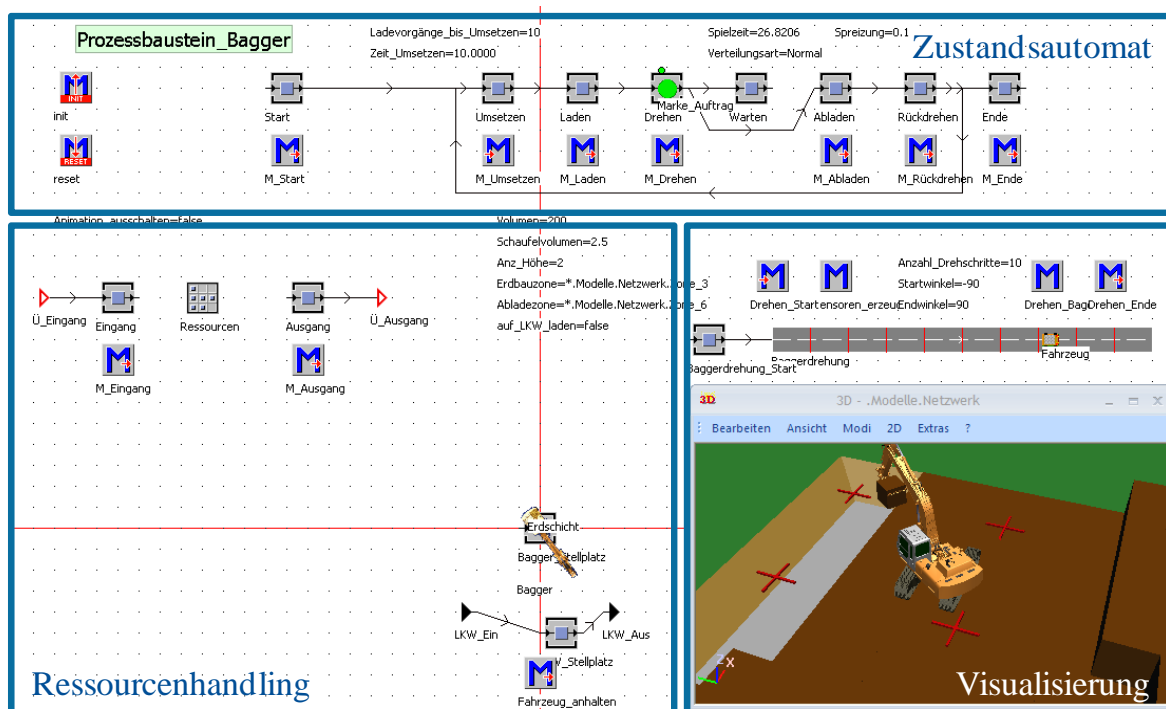 Prozessbaustein_Bagger
Ladevorgänge_bis_Umsetzen=10
Zeit_Umsetzen=10.0000
Spielzeit=26.8206
Spreizung=0.1
Verteilungsart=Normal
Zustandsautomat
INIT
init
Start
Umsetzen
Laden
Drehen
Marke_Auftrag
Warten
Abladen
Rückdrehen
Ende
RESET
reset
M_Start
M_Umsetzen
M_Laden
M_Drehen
M_Abladen
M_Rückdrehen
M_Ende
Animation_ausschalten=false
Volumen=200
Schaufelvolumen=2.5
Anz_Höhe=2
Erdbauzone=*.Modelle.Netzwerk.Zone_3
Abladezone=*.Modelle.Netzwerk.Zone_6
auf_LKW_laden=false
Ü_Eingang
Eingang
Ressourcen
Ausgang
Ü_Ausgang
M_Eingang
M_Ausgang
Erdschicht
Bagger_Stellplatz
Bagger
LKW_Ein
LKW_Aus
W_Stellplatz
Fahrzeug_anhalten
Ressourcenhandling
Anzahl_Drehschritte=10
Startwinkel=-90
Endwinkel=90
Drehen_Start
ensoren_erzeug
Drehen_Bag
Drehen_Ende
Fahrzeug
Baggerdrehung
Baggerdrehung_Start
3D
3D - .Modelle.Netzwerk
Bearbeiten Ansicht Modi 2D Extras ?
Z X
Visualisierung